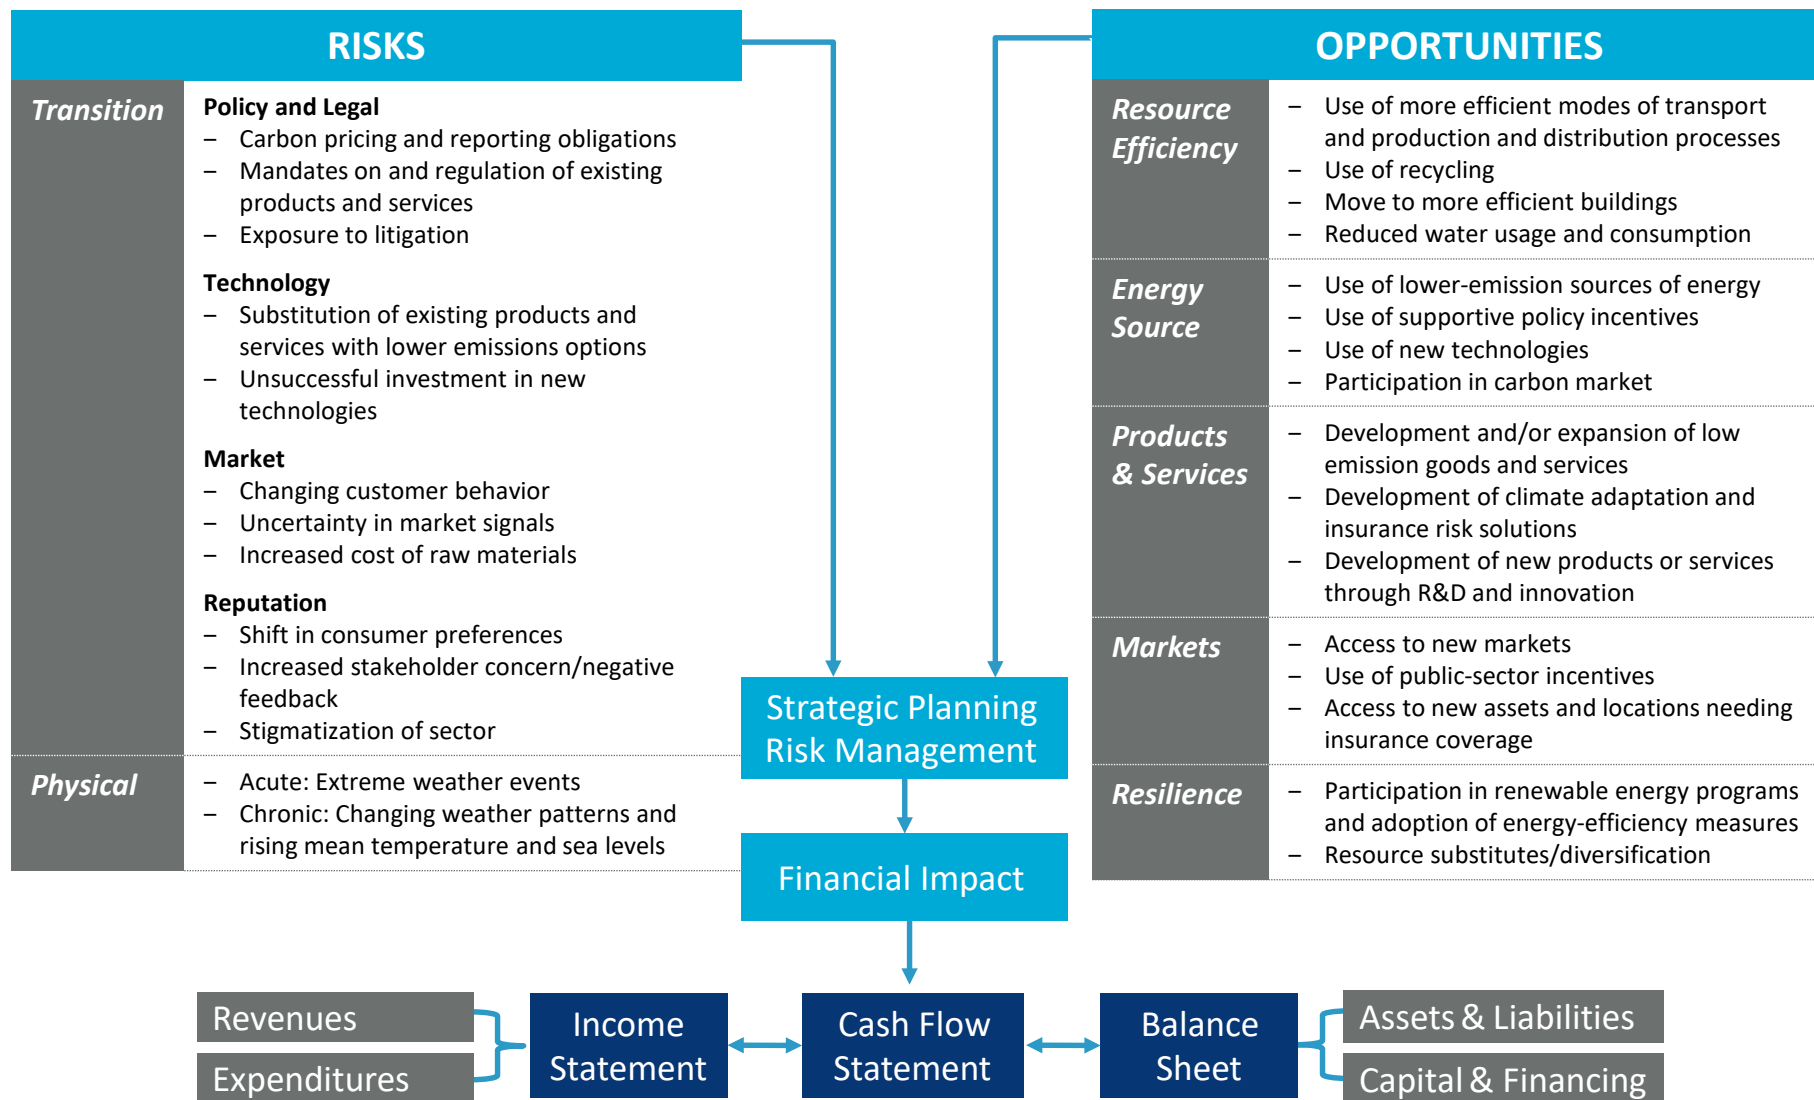 RISKS
Transition
Policy and Legal
– Carbon pricing and reporting obligations
– Mandates on and regulation of existing
products and services
– Exposure to litigation
Technology
– Substitution of existing products and
services with lower emissions options
– Unsuccessful investment in new
technologies
Market
– Changing customer behavior
– Uncertainty in market signals
– Increased cost of raw materials
Reputation
– Shift in consumer preferences
– Increased stakeholder concern/negative
feedback
– Stigmatization of sector
Physical
– Acute: Extreme weather events
– Chronic: Changing weather patterns and
rising mean temperature and sea levels
OPPORTUNITIES
Resource
Efficiency
– Use of more efficient modes of transport
and production and distribution processes
– Use of recycling
– Move to more efficient buildings
– Reduced water usage and consumption
Energy
Source
– Use of lower-emission sources of energy
– Use of supportive policy incentives
– Use of new technologies
– Participation in carbon market
Products
& Services
– Development and/or expansion of low
emission goods and services
– Development of climate adaptation and
insurance risk solutions
– Development of new products or services
through R&D and innovation
Markets
– Access to new markets
– Use of public-sector incentives
– Access to new assets and locations needing
insurance coverage
Resilience
– Participation in renewable energy programs
and adoption of energy-efficiency measures
– Resource substitutes/diversification
Strategic Planning
Risk Management
Financial Impact
Revenues
Expenditures
Income
Statement
Cash Flow
Statement
Balance
Sheet
Assets & Liabilities
Capital & Financing